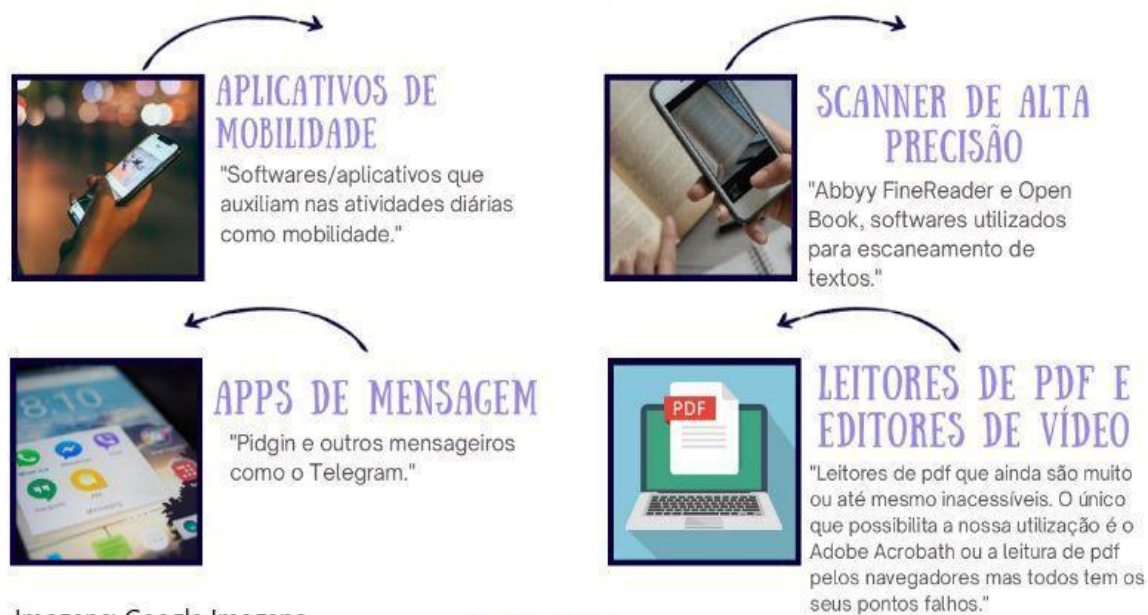 APLICATIVOS DE
MOBILIDADE
"Softwares/aplicativos que
auxiliam nas atividades diárias
como mobilidade."
SCANNER DE ALTA
PRECISÃO
"Abbyy FineReader e Open
Book, softwares utilizados
para escaneamento de
textos."
8:10
APPS DE MENSAGEM
"Pidgin e outros mensageiros
como o Telegram."
PDF
LEITORES DE PDF E
EDITORES DE VÍDEO
"Leitores de pdf que ainda são muito
ou até mesmo inacessíveis. O único
que possibilita a nossa utilização é o
Adobe Acrobath ou a leitura de pdf
pelos navegadores mas todos tem os
seus pontos falhos."